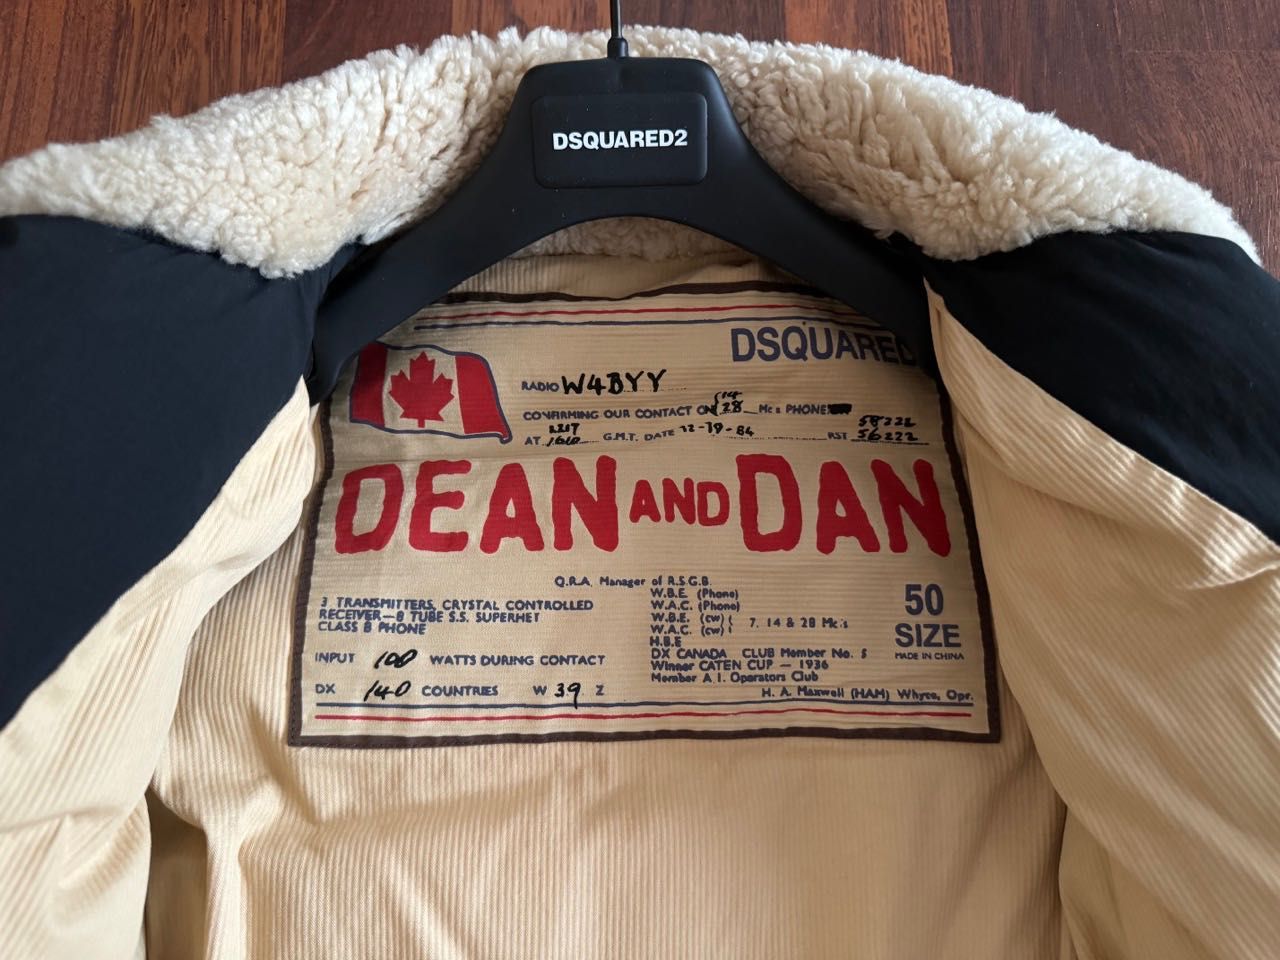 DSQUARED2
DSQUARED
RADIO W4BYY
CONFIRMING OUR CONTACT ON 14 28 Mc s PHONE
AT 2217 1610 G.M.T. DATE 12-19-84 RST 58222 56222
DEAN AND DAN
Q.R.A. Manager of R.S.G.B.
3 TRANSMITTERS, CRYSTAL CONTROLLED
RECEIVER—8 TUBE S.S. SUPERHET
CLASS B PHONE
W.B.E. (Phone)
W.A.C. (Phone)
W.B.E. (cw)
W.A.C. (cw)
7. 14 & 28 Mc.s
H.B.E
DX CANADA CLUB Member No. 5
Winner CATEN CUP — 1936
Member A.I. Operators Club
50
SIZE
MADE IN CHINA
INPUT 100 WATTS DURING CONTACT
DX 140 COUNTRIES W 39 Z
H. A. Maxwell (HAM) Whyco, Opr.